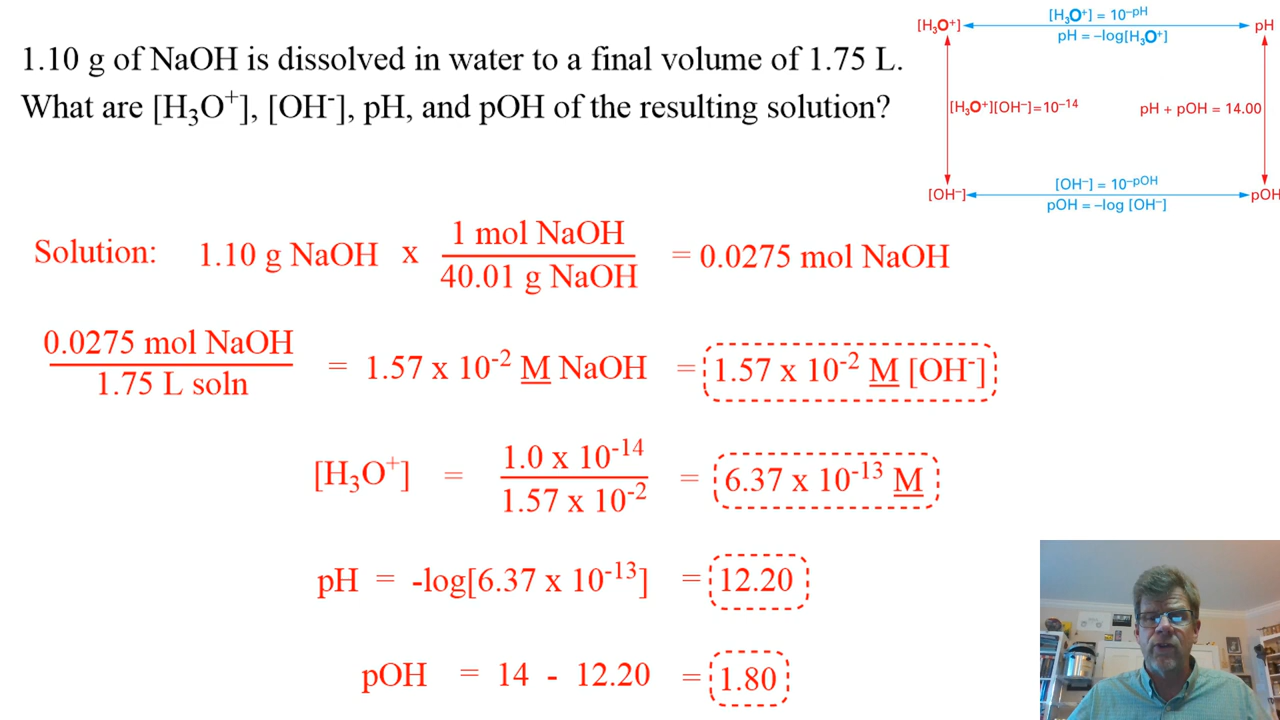 1.10 g of NaOH is dissolved in water to a final volume of 1.75 L.
What are [H₃O⁺], [OH⁻], pH, and pOH of the resulting solution?
[H₃O⁺] = 10⁻ᵖᴴ
[H₃O⁺] pH
pH = –log[H₃O⁺]
[H₃O⁺][OH⁻]=10⁻¹⁴ pH + pOH = 14.00
[OH⁻] = 10⁻ᵖᴼᴴ
[OH⁻] pOH
pOH = –log [OH⁻]
Solution: 1.10 g NaOH x 1 mol NaOH / 40.01 g NaOH = 0.0275 mol NaOH
0.0275 mol NaOH / 1.75 L soln = 1.57 x 10⁻² M NaOH = 1.57 x 10⁻² M [OH⁻]
[H₃O⁺] = 1.0 x 10⁻¹⁴ / 1.57 x 10⁻² = 6.37 x 10⁻¹³ M
pH = -log[6.37 x 10⁻¹³] = 12.20
pOH = 14 - 12.20 = 1.80